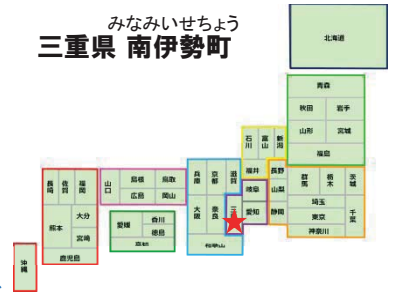 みなみいせちょう
三重県 南伊勢町
北海道
青森
秋田 岩手
山形 宮城
福島
石川 富山 新潟
福井 長野
岐阜 山梨
愛知 静岡
群馬 栃木 茨城
埼玉
東京 千葉
神奈川
兵庫 京都 滋賀
大阪 奈良 三
和歌山
山口 島根 鳥取
広島 岡山
愛媛 香川
徳島
高知
長崎 佐賀 福岡
熊本 大分
宮崎
鹿児島
沖縄